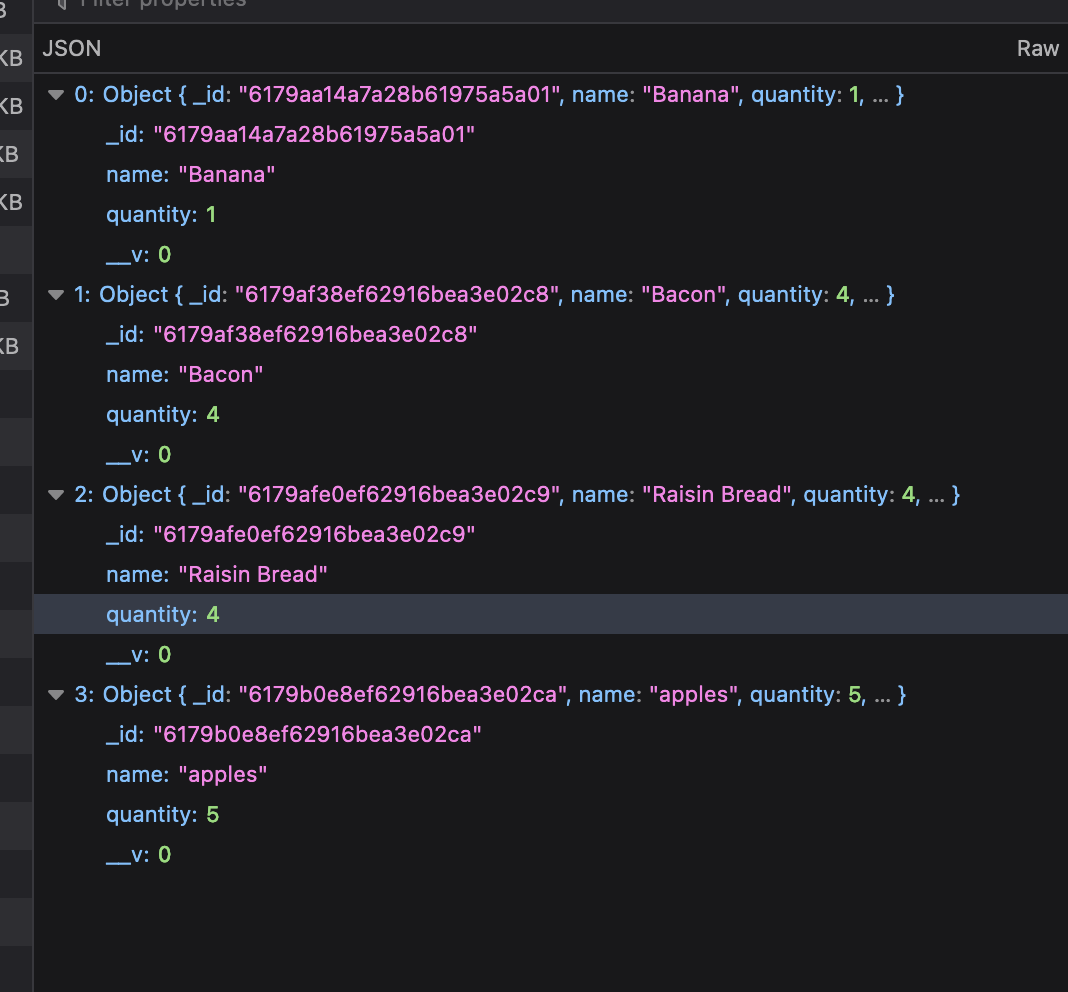 Filter properties
JSON
Raw
KB
KB
KB
KB
B
KB
0: Object { _id: "6179aa14a7a28b61975a5a01", name: "Banana", quantity: 1, … }
_id: "6179aa14a7a28b61975a5a01"
name: "Banana"
quantity: 1
__v: 0
1: Object { _id: "6179af38ef62916bea3e02c8", name: "Bacon", quantity: 4, … }
_id: "6179af38ef62916bea3e02c8"
name: "Bacon"
quantity: 4
__v: 0
2: Object { _id: "6179afe0ef62916bea3e02c9", name: "Raisin Bread", quantity: 4, … }
_id: "6179afe0ef62916bea3e02c9"
name: "Raisin Bread"
quantity: 4
__v: 0
3: Object { _id: "6179b0e8ef62916bea3e02ca", name: "apples", quantity: 5, … }
_id: "6179b0e8ef62916bea3e02ca"
name: "apples"
quantity: 5
__v: 0